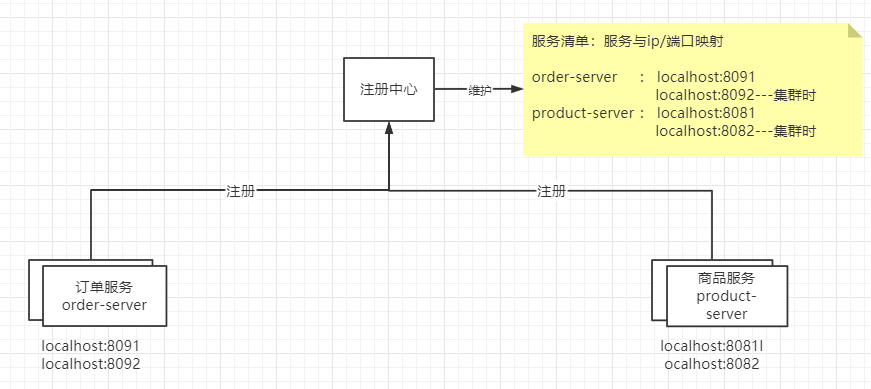 服务清单：服务与ip/端口映射
order-server : localhost:8091
localhost:8092---集群时
product-server : localhost:8081
ocalhost:8082---集群时
注册中心
维护
注册
注册
订单服务
order-server
localhost:8091
localhost:8092
商品服务
product-
server
localhost:8081l
ocalhost:8082